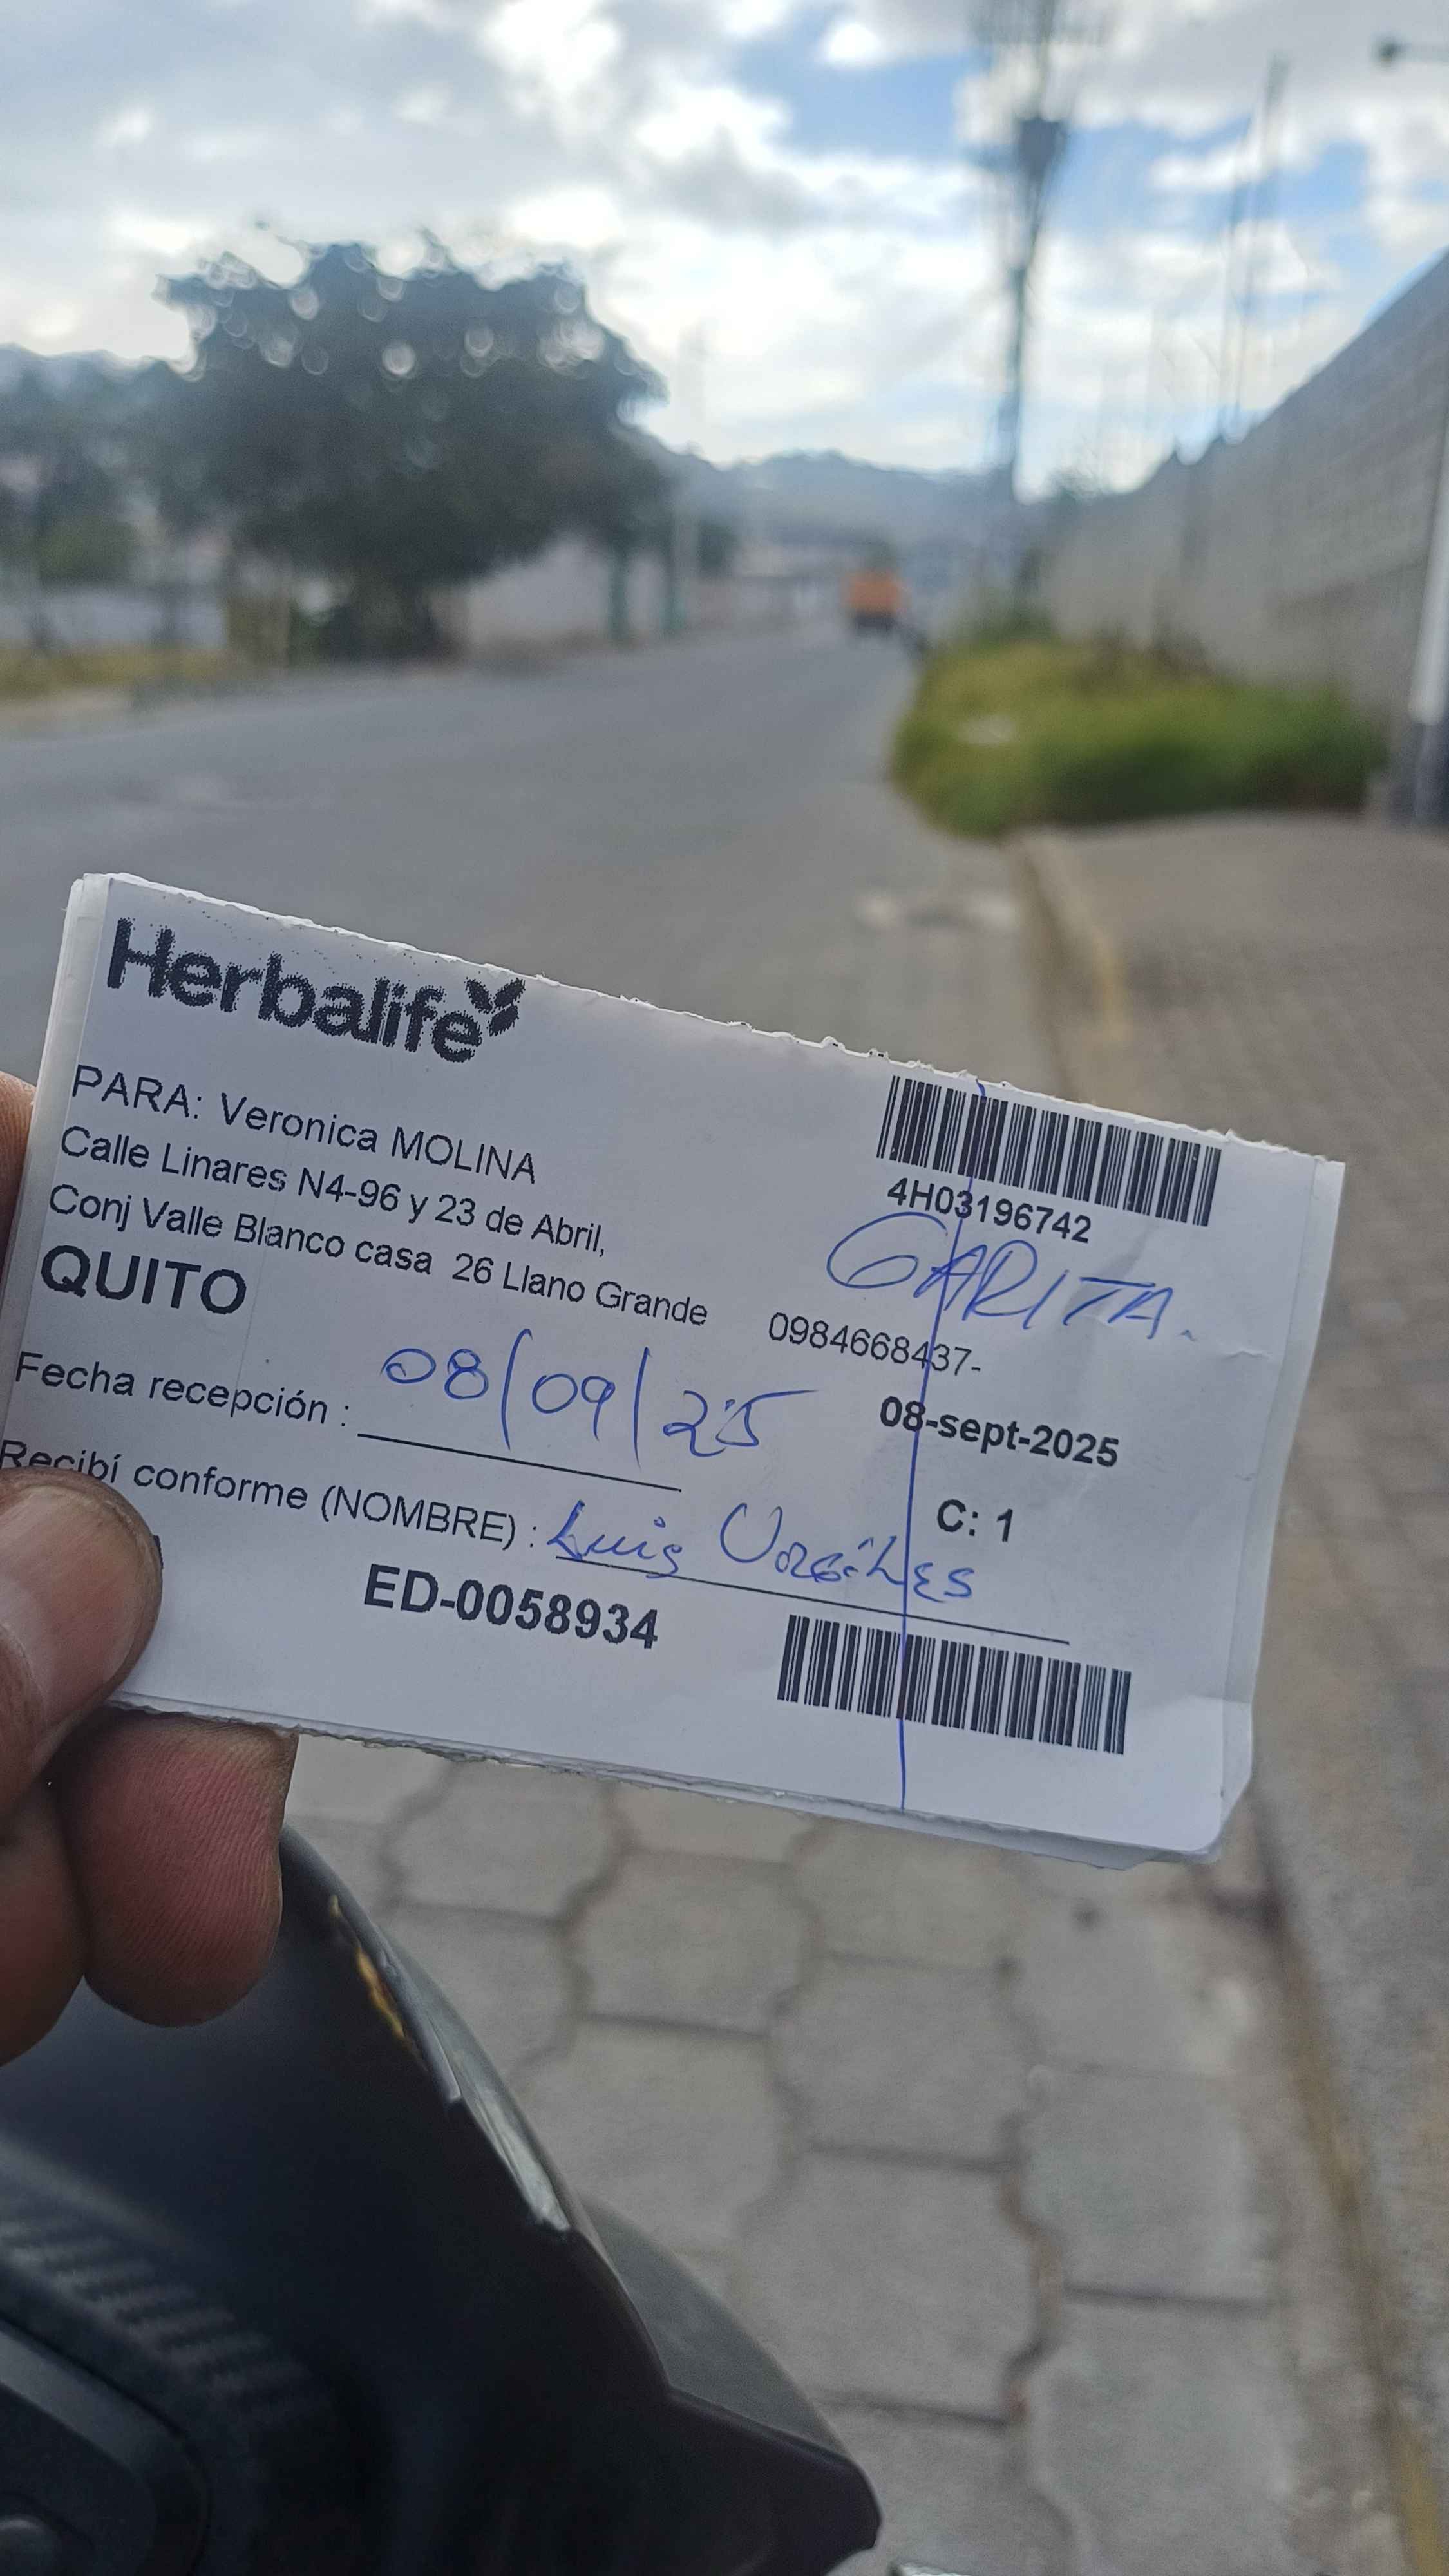 Herbalife
PARA: Veronica MOLINA
Calle Linares N4-96 y 23 de Abril,
Conj Valle Blanco casa 26 Llano Grande
QUITO
4H03196742
GARITA.
0984668437-
Fecha recepción : 08/09/25
08-sept-2025
Recibí conforme (NOMBRE) : Luis
C: 1
ED-0058934